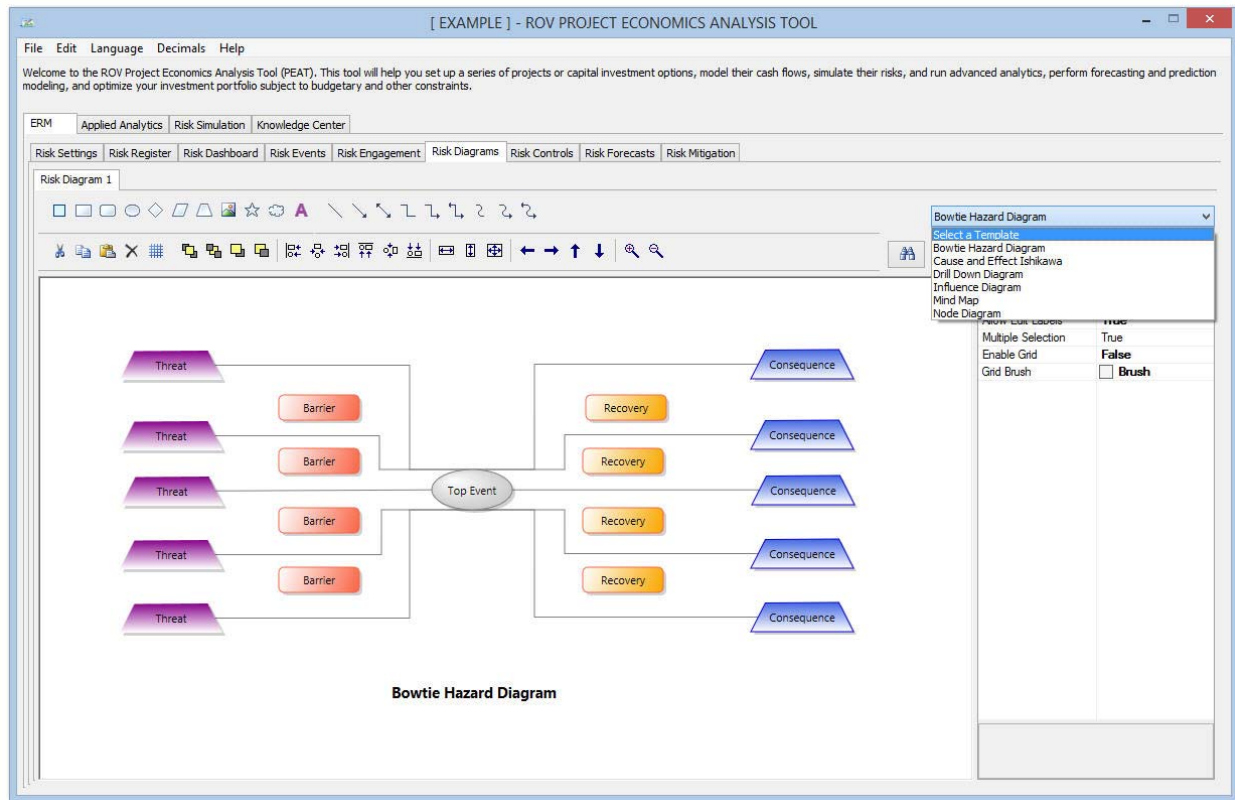 [ EXAMPLE ] - ROV PROJECT ECONOMICS ANALYSIS TOOL
File Edit Language Decimals Help
Welcome to the ROV Project Economics Analysis Tool (PEAT). This tool will help you set up a series of projects or capital investment options, model their cash flows, simulate their risks, and run advanced analytics, perform forecasting and prediction
modeling, and optimize your investment portfolio subject to budgetary and other constraints.
ERM Applied Analytics Risk Simulation Knowledge Center
Risk Settings Risk Register Risk Dashboard Risk Events Risk Engagement Risk Diagrams Risk Controls Risk Forecasts Risk Mitigation
Risk Diagram 1
A
Bowtie Hazard Diagram
Select a Template
Bowtie Hazard Diagram
Cause and Effect Ishikawa
Drill Down Diagram
Influence Diagram
Mind Map
Node Diagram
Allow Edit Labels True
Multiple Selection True
Enable Grid False
Grid Brush Brush
Threat Consequence
Barrier Recovery
Threat Consequence
Barrier Recovery
Threat Top Event Consequence
Barrier Recovery
Threat Consequence
Barrier Recovery
Threat Consequence
Bowtie Hazard Diagram